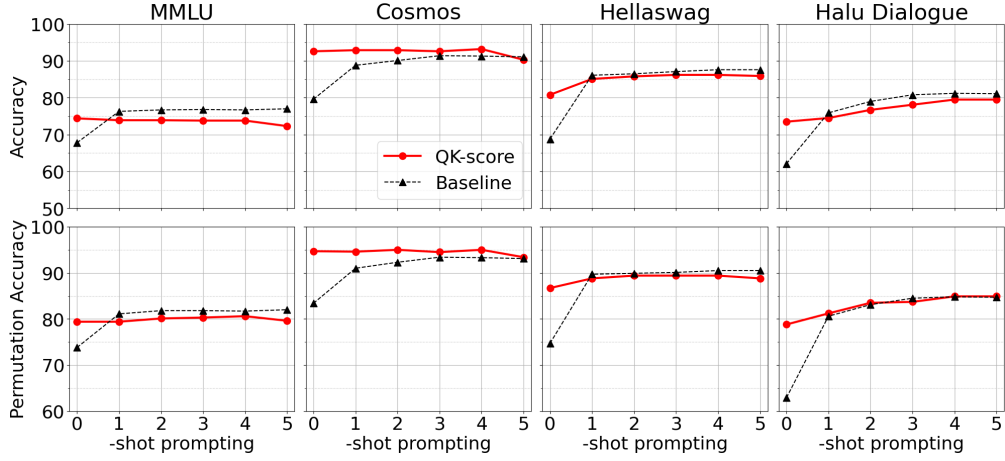 MMLU
Cosmos
Hellaswag
Halu Dialogue
Accuracy
100
90
80
70
60
50
QK-score
Baseline
Permutation Accuracy
100
90
80
70
60
0 1 2 3 4 5
-shot prompting
0 1 2 3 4 5
-shot prompting
0 1 2 3 4 5
-shot prompting
0 1 2 3 4 5
-shot prompting